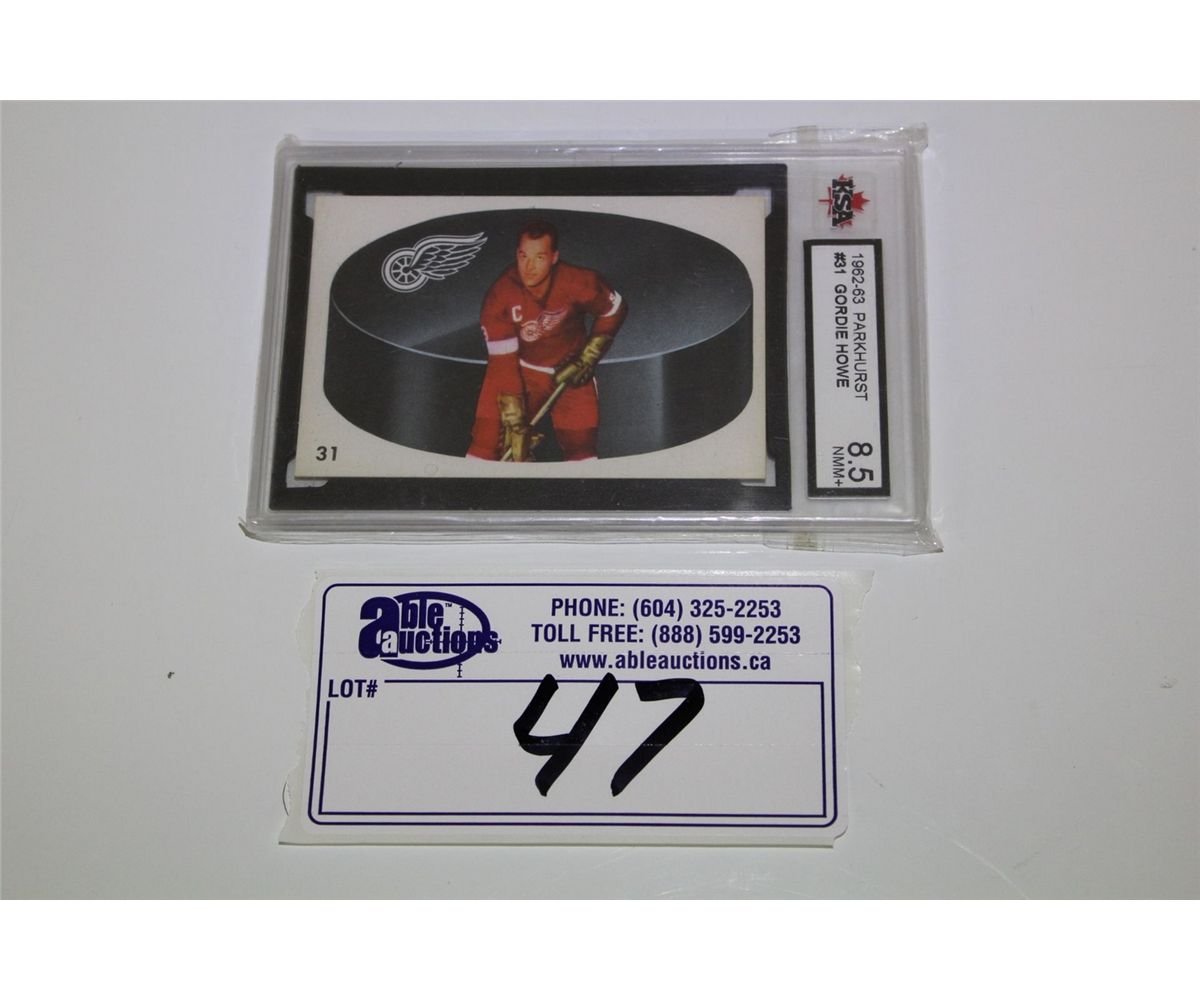 KSA
1962-63 PARKHURST
#31 GORDIE HOWE
8.5
NMM+
C
31
able auctions™
PHONE: (604) 325-2253
TOLL FREE: (888) 599-2253
www.ableauctions.ca
LOT#
47